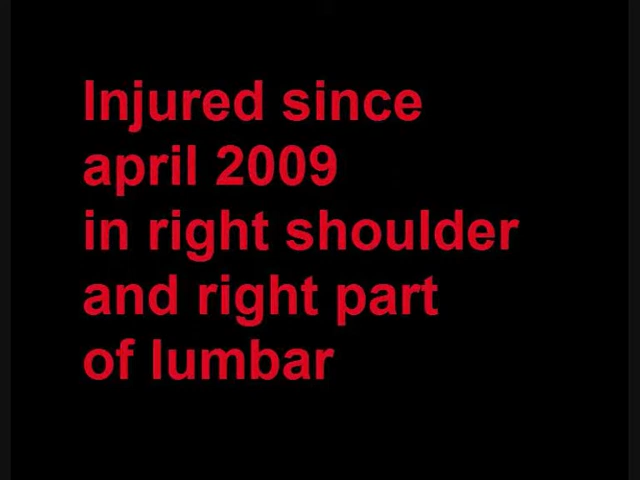 Injured since
april 2009
in right shoulder
and right part
of lumbar